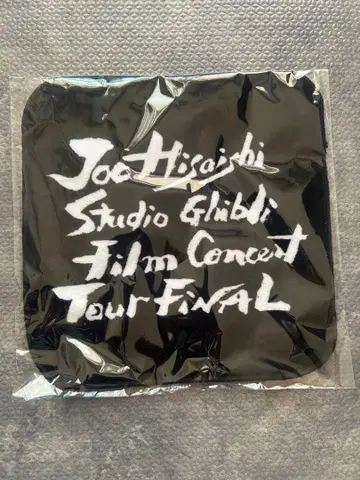 Joe Hisaishi
Studio Ghibli
Film Concert
Tour FINAL